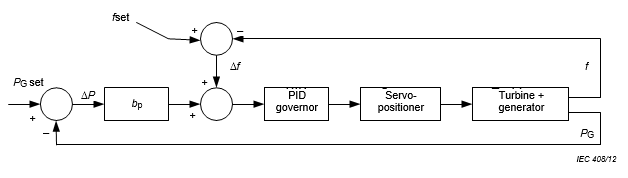 fset
+
−
Δf
f
PG set
ΔP
+
bp
PID
governor
Servo-
positioner
Turbine +
generator
+
+
−
PG
IEC 408/12